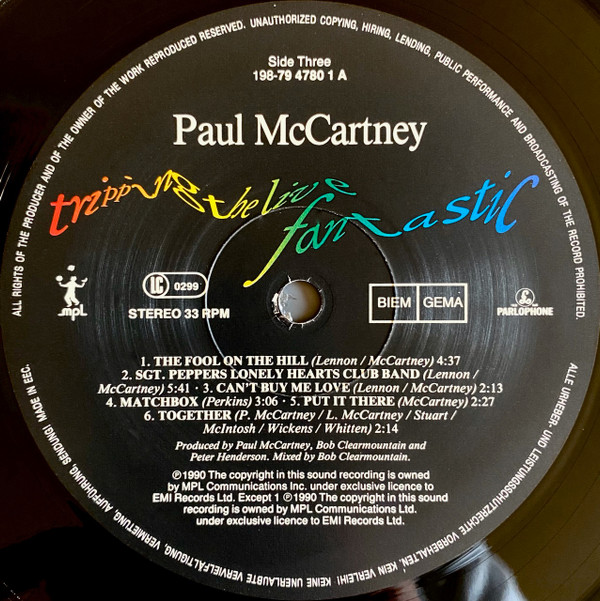 ALL RIGHTS OF THE PRODUCER AND OF THE OWNER OF THE WORK REPRODUCED RESERVED. UNAUTHORIZED COPYING, HIRING, LENDING, PUBLIC PERFORMANCE AND BROADCASTING OF THE RECORD PROHIBITED.
Side Three
198-79 4780 1 A
Paul McCartney
tripping the live
fantastic
mpl
LC 0299
BIEM GEMA
PARLOPHONE
STEREO 33 RPM
1. THE FOOL ON THE HILL (Lennon / McCartney) 4:37
2. SGT. PEPPERS LONELY HEARTS CLUB BAND (Lennon /
McCartney) 5:41 · 3. CAN'T BUY ME LOVE (Lennon / McCartney) 2:13
4. MATCHBOX (Perkins) 3:06 · 5. PUT IT THERE (McCartney) 2:27
6. TOGETHER (P. McCartney / L. McCartney / Stuart /
McIntosh / Wickens / Whitten) 2:14
Produced by Paul McCartney, Bob Clearmountain and
Peter Henderson. Mixed by Bob Clearmountain.
℗1990 The copyright in this sound recording is owned
by MPL Communications Inc. under exclusive licence to
EMI Records Ltd. Except 1 ℗1990 The copyright in this sound
recording is owned by MPL Communications Ltd.
under exclusive licence to EMI Records Ltd.
ALLE URHEBER- UND LEISTUNGSSCHUTZRECHTE VORBEHALTEN. KEIN VERLEIH! KEINE UNERLAUBTE VERVIELFÄLTIGUNG, VERMIETUNG, AUFFÜHRUNG, SENDUNG! MADE IN EEC.